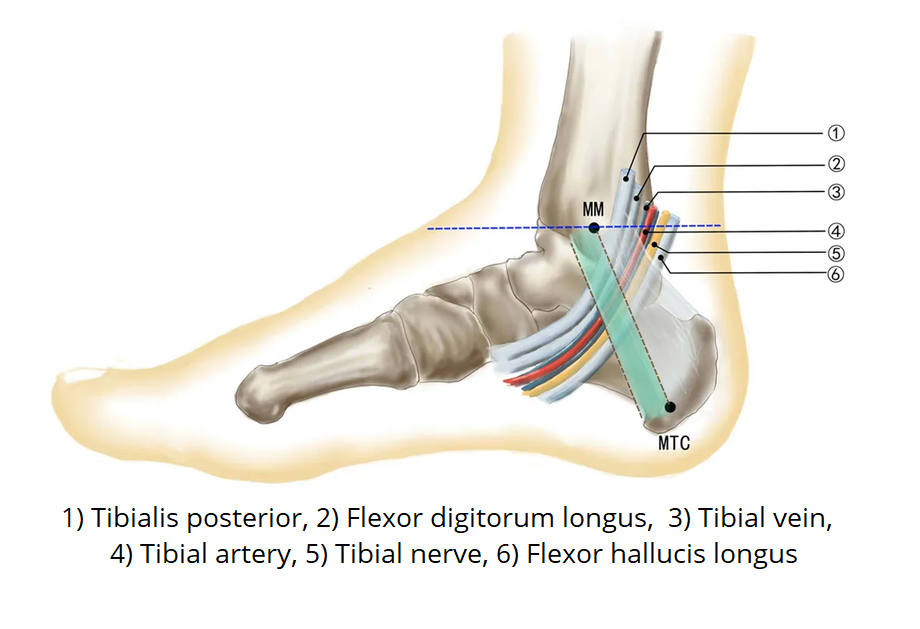 ①
②
③
MM
④
⑤
⑥
MTC
1) Tibialis posterior, 2) Flexor digitorum longus,  3) Tibial vein,
4) Tibial artery, 5) Tibial nerve, 6) Flexor hallucis longus